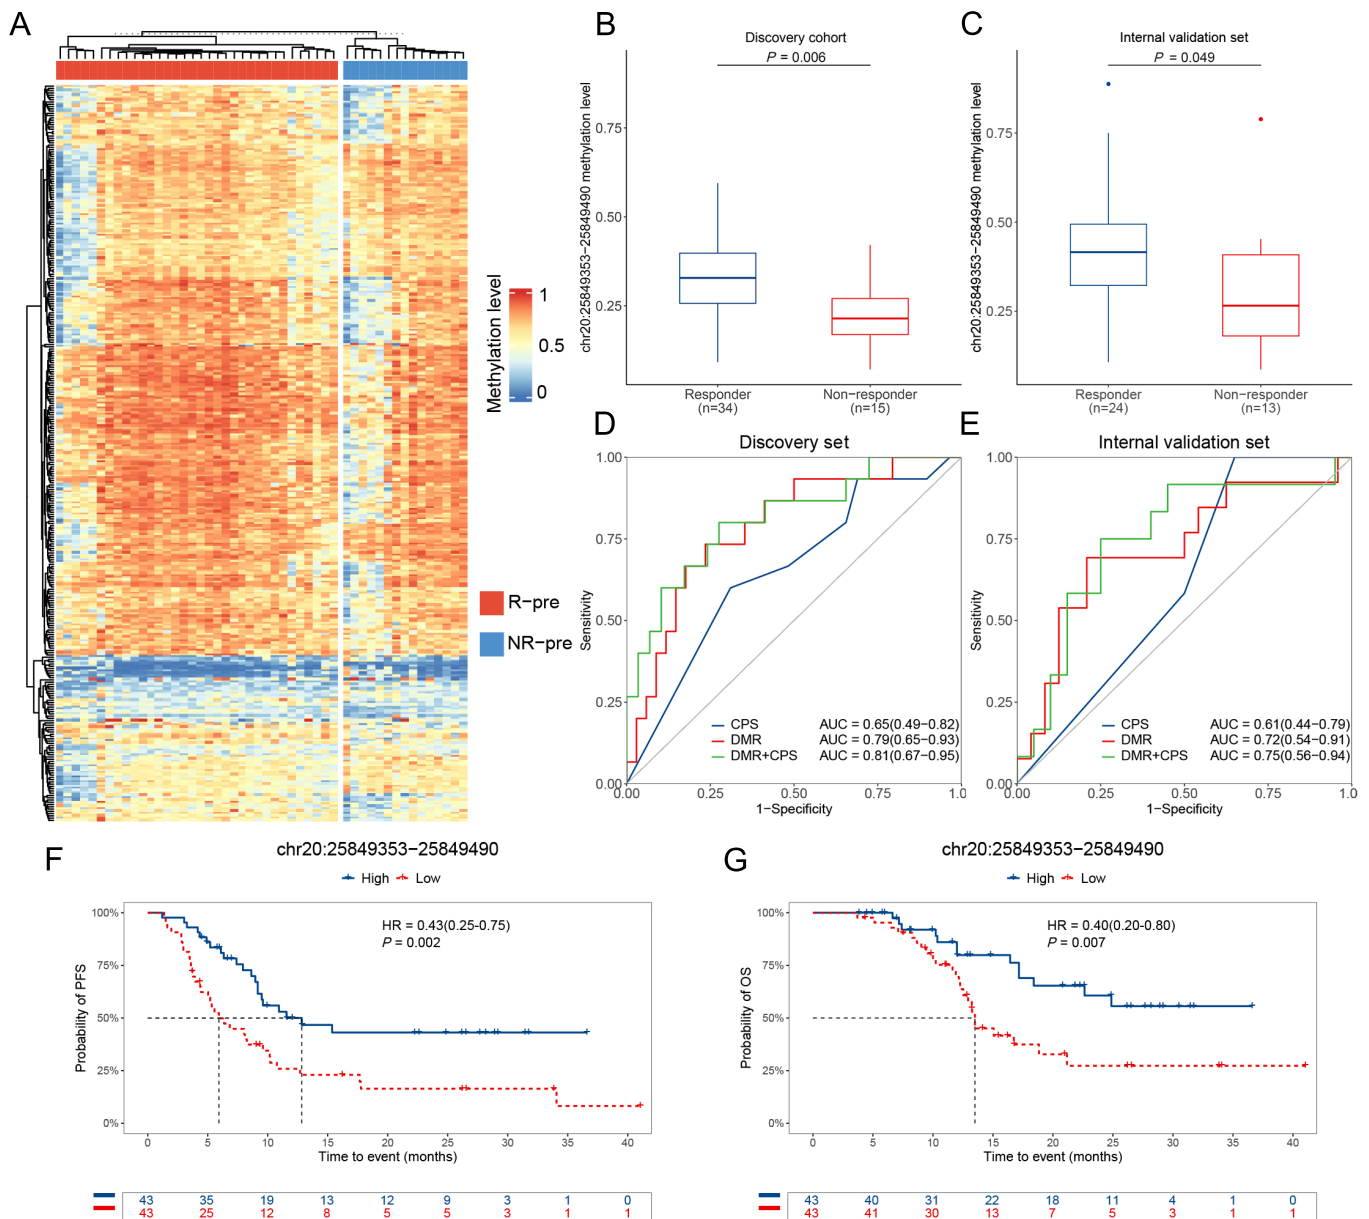 A
Methylation level
1
0.5
0
R−pre
NR−pre
B
Discovery cohort
P = 0.006
chr20:25849353−25849490 methylation level
0.75
0.50
0.25
Responder
(n=34)
Non−responder
(n=15)
C
Internal validation set
P = 0.049
chr20:25849353−25849490 methylation level
0.75
0.50
0.25
Responder
(n=24)
Non−responder
(n=13)
D
Discovery set
Sensitivity
1.00
0.75
0.50
0.25
0.00
CPS AUC = 0.65(0.49−0.82)
DMR AUC = 0.79(0.65−0.93)
DMR+CPS AUC = 0.81(0.67−0.95)
0.00 0.25 0.50 0.75 1.0
1−Specificity
E
Internal validation set
Sensitivity
1.00
0.75
0.50
0.25
0.00
CPS AUC = 0.61(0.44−0.79)
DMR AUC = 0.72(0.54−0.91)
DMR+CPS AUC = 0.75(0.56−0.94)
0.00 0.25 0.50 0.75 1.0
1−Specificity
F
chr20:25849353−25849490
High Low
HR = 0.43(0.25-0.75)
P = 0.002
Probability of PFS
100%
75%
50%
25%
0%
0 5 10 15 20 25 30 35 40
Time to event (months)
43 35 19 13 12 9 3 1 0
43 25 12 8 5 5 3 1 1
G
chr20:25849353−25849490
High Low
HR = 0.40(0.20-0.80)
P = 0.007
Probability of OS
100%
75%
50%
25%
0%
0 5 10 15 20 25 30 35 40
Time to event (months)
43 40 31 22 18 11 4 1 0
43 41 30 13 7 5 3 1 1